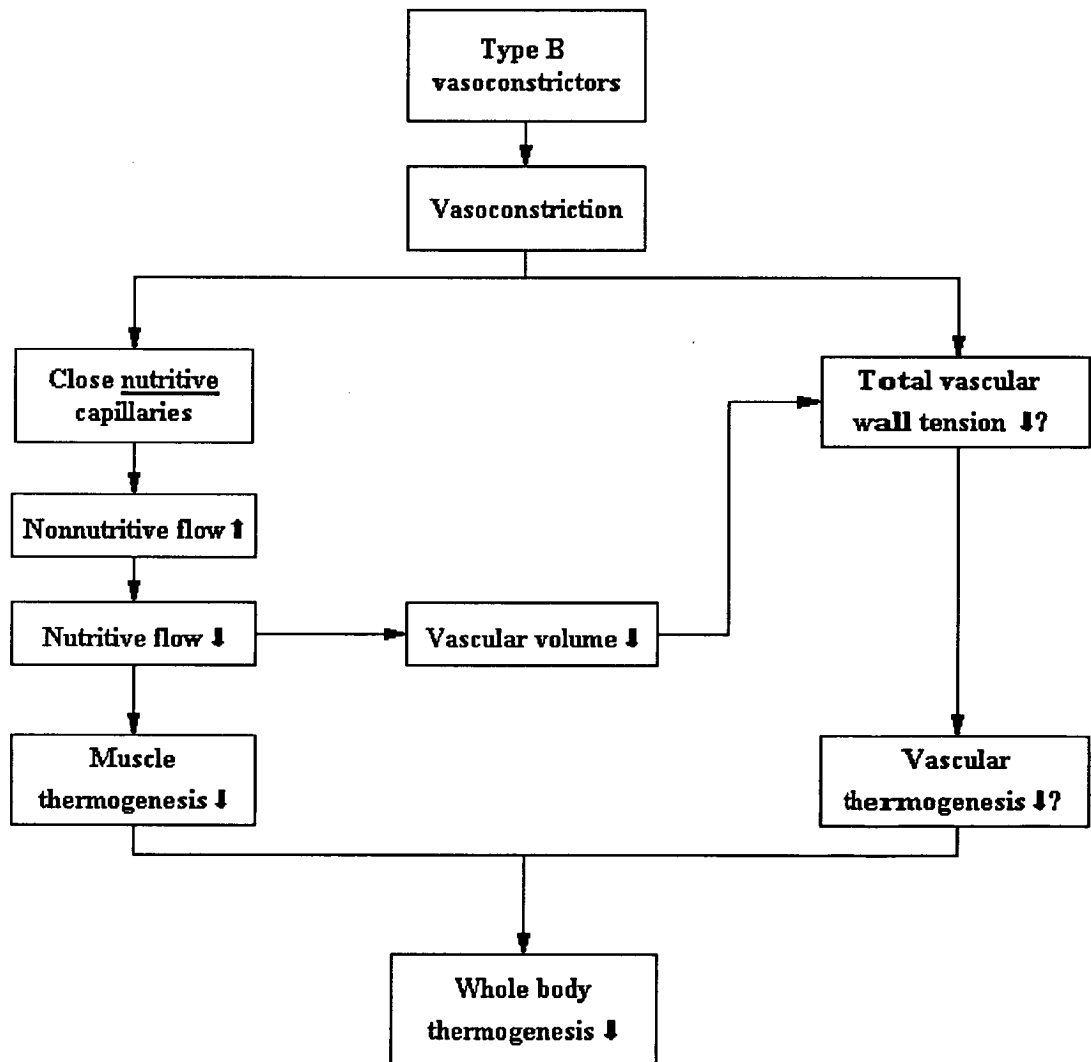 Type B
vasoconstrictors
Vasoconstriction
Close nutritive
capillaries
Total vascular
wall tension ⬇?
Nonnutritive flow ⬆
Nutritive flow ⬇
Vascular volume ⬇
Muscle
thermogenesis ⬇
Vascular
thermogenesis ⬇?
Whole body
thermogenesis ⬇